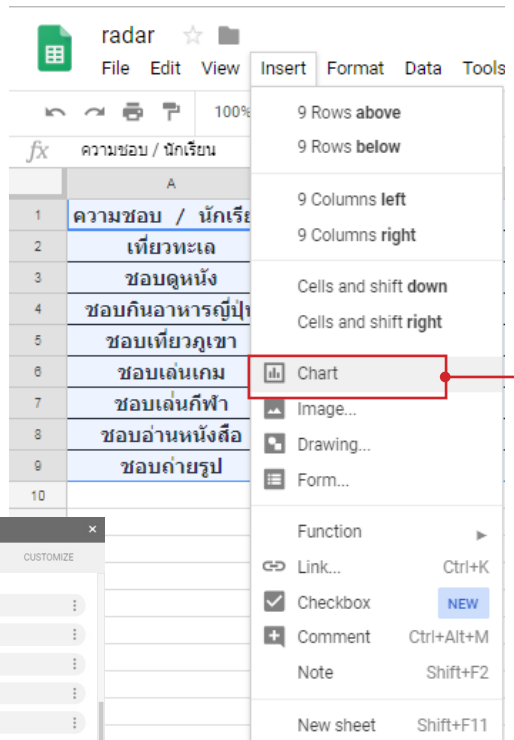 radar
File Edit View Insert Format Data Tools
100%
fx ความชอบ / นักเรียน
A
1 ความชอบ / นักเรีย
2 เที่ยวทะเล
3 ชอบดูหนัง
4 ชอบกินอาหารญี่ปุ่น
5 ชอบเที่ยวภูเขา
6 ชอบเล่นเกม
7 ชอบเล่นกีฬา
8 ชอบอ่านหนังสือ
9 ชอบถ่ายรูป
10
9 Rows above
9 Rows below
9 Columns left
9 Columns right
Cells and shift down
Cells and shift right
Chart
Image...
Drawing...
Form...
Function
Link... Ctrl+K
Checkbox NEW
Comment Ctrl+Alt+M
Note Shift+F2
New sheet Shift+F11
CUSTOMIZE